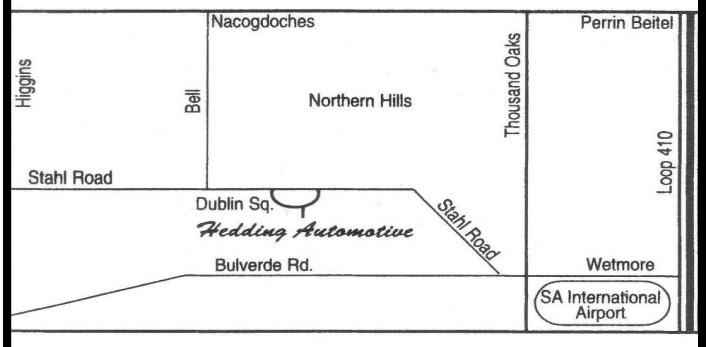 Nacogdoches
Perrin Beitel
Higgins
Bell
Northern Hills
Thousand Oaks
Loop 410
Stahl Road
Dublin Sq.
Hedding Automotive
Stahl Road
Bulverde Rd.
Wetmore
SA International
Airport